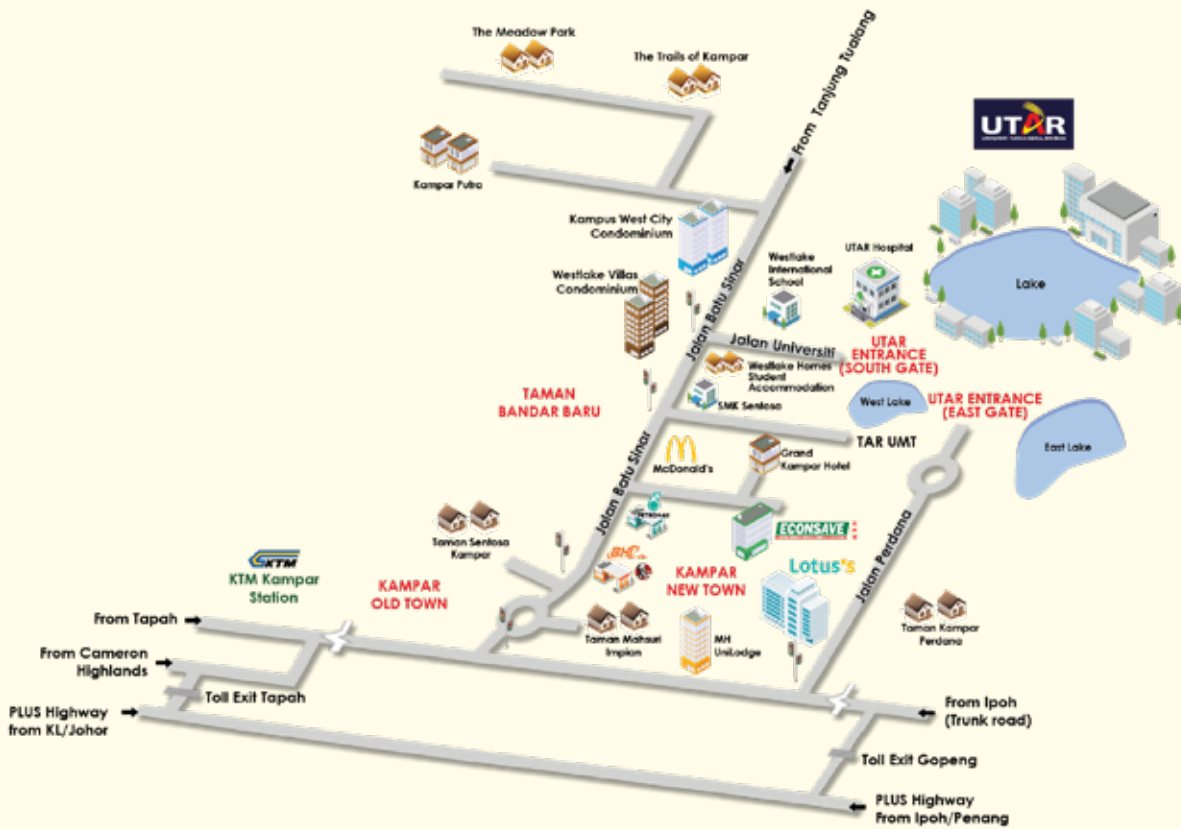 The Meadow Park
The Trails of Kampar
From Tanjung Tualang
UTAR
Kampar Putra
Kampus West City
Condominium
Westlake Villas
Condominium
Jalan Batu Sinar
Westlake
International
School
UTAR Hospital
Lake
Jalan Universiti
UTAR
ENTRANCE
(SOUTH GATE)
Westlake Homes
Student
Accommodation
SMK Sentosa
West Lake
UTAR ENTRANCE
(EAST GATE)
East Lake
TAMAN
BANDAR BARU
TAR UMT
Jalan Batu Sinar
McDonald's
Grand
Kampar Hotel
PETRONAS
ECONSAVE
Jalan Perdana
Taman Sentosa
Kampar
BHP
Lotus's
KTM
KTM Kampar
Station
KAMPAR
OLD TOWN
KAMPAR
NEW TOWN
Taman Mahsuri
Impian
MH
UniLodge
Taman Kampar
Perdana
From Tapah
From Cameron
Highlands
Toll Exit Tapah
PLUS Highway
from KL/Johor
From Ipoh
(Trunk road)
Toll Exit Gopeng
PLUS Highway
From Ipoh/Penang